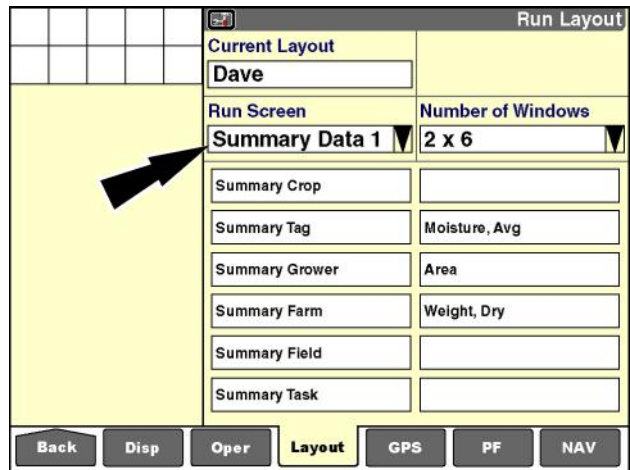 Run Layout
Current Layout
Dave
Run Screen
Number of Windows
Summary Data 1
2 x 6
Summary Crop
Summary Tag
Moisture, Avg
Summary Grower
Area
Summary Farm
Weight, Dry
Summary Field
Summary Task
Back
Disp
Oper
Layout
GPS
PF
NAV